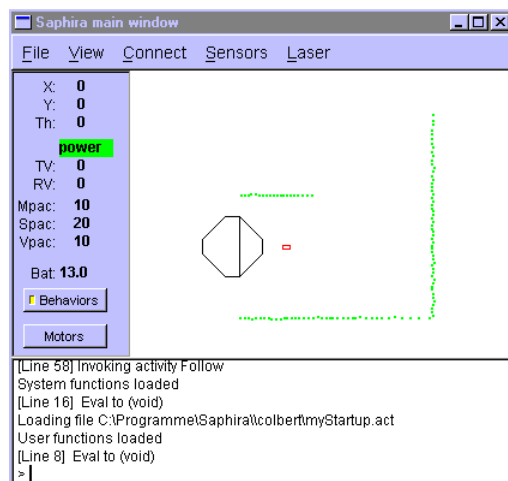 Saphira main window
File View Connect Sensors Laser
X: 0
Y: 0
Th: 0
power
TV: 0
RV: 0
Mpac: 10
Spac: 20
Vpac: 10
Bat: 13.0
Behaviors
Motors
[Line 58] Invoking activity Follow
System functions loaded
[Line 16] Eval to (void)
Loading file C:\Programme\Saphira\\colbert\myStartup.act
User functions loaded
[Line 8] Eval to (void)
>